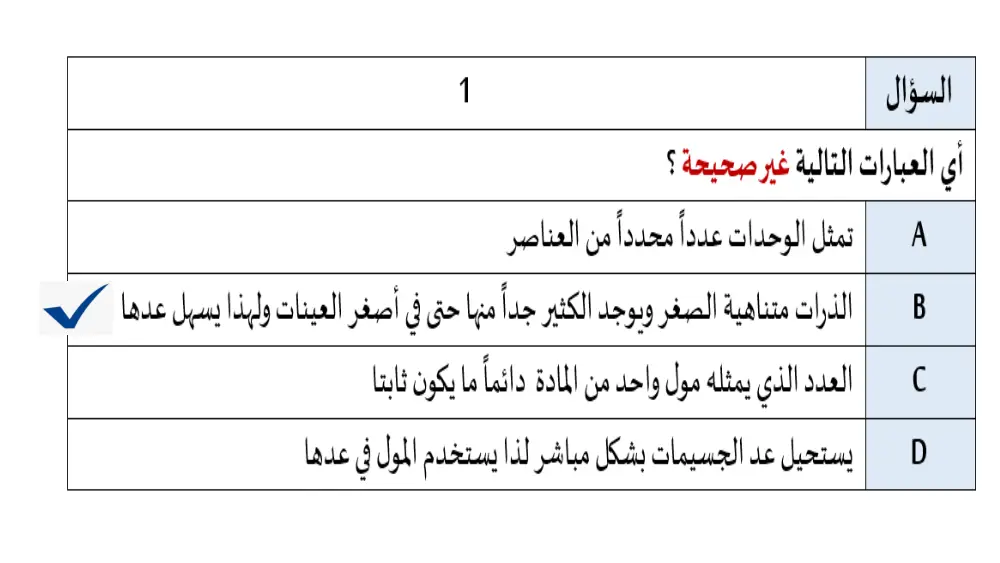 السؤال 1
أي العبارات التالية غير صحيحة ؟
A تمثل الوحدات عدداً محدداً من العناصر
B الذرات متناهية الصغر ويوجد الكثير جداً منها حتى في أصغر العينات ولهذا يسهل عدها
C العدد الذي يمثله مول واحد من المادة دائماً ما يكون ثابتا
D يستحيل عد الجسيمات بشكل مباشر لذا يستخدم المول في عدها